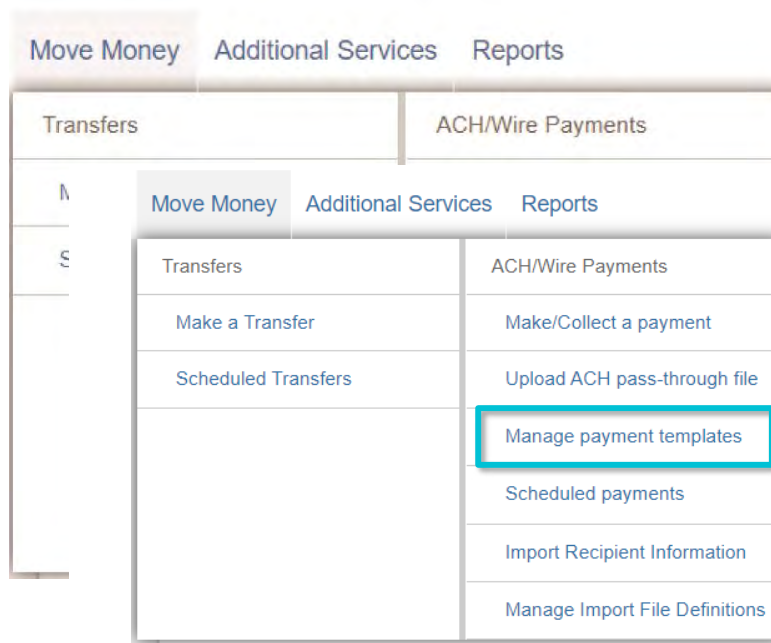 Move Money Additional Services Reports
Transfers ACH/Wire Payments
Move Money Additional Services Reports
Transfers ACH/Wire Payments
Make a Transfer Make/Collect a payment
Scheduled Transfers Upload ACH pass-through file
Manage payment templates
Scheduled payments
Import Recipient Information
Manage Import File Definitions